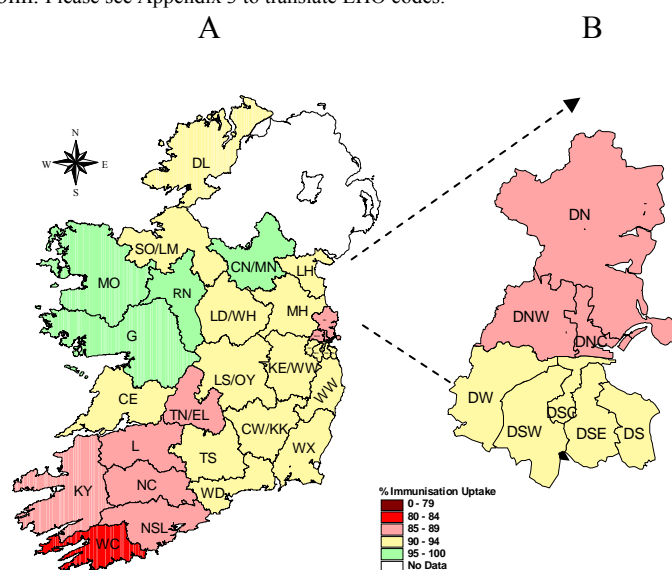 Please see Appendix 3 to translate LHO codes.
A
B
N
W E
S
DL
SO/LM
CN/MN
LH
MO
RN
LD/WH
MH
G
LS/OY
KE/WW
WW
CE
TN/EL
CW/KK
WX
L
TS
KY
NC
WD
NSL
WC
DN
DNW
DNC
DW
DSC
DSW
DSE
DS
% Immunisation Uptake
0 - 79
80 - 84
85 - 89
90 - 94
95 - 100
No Data